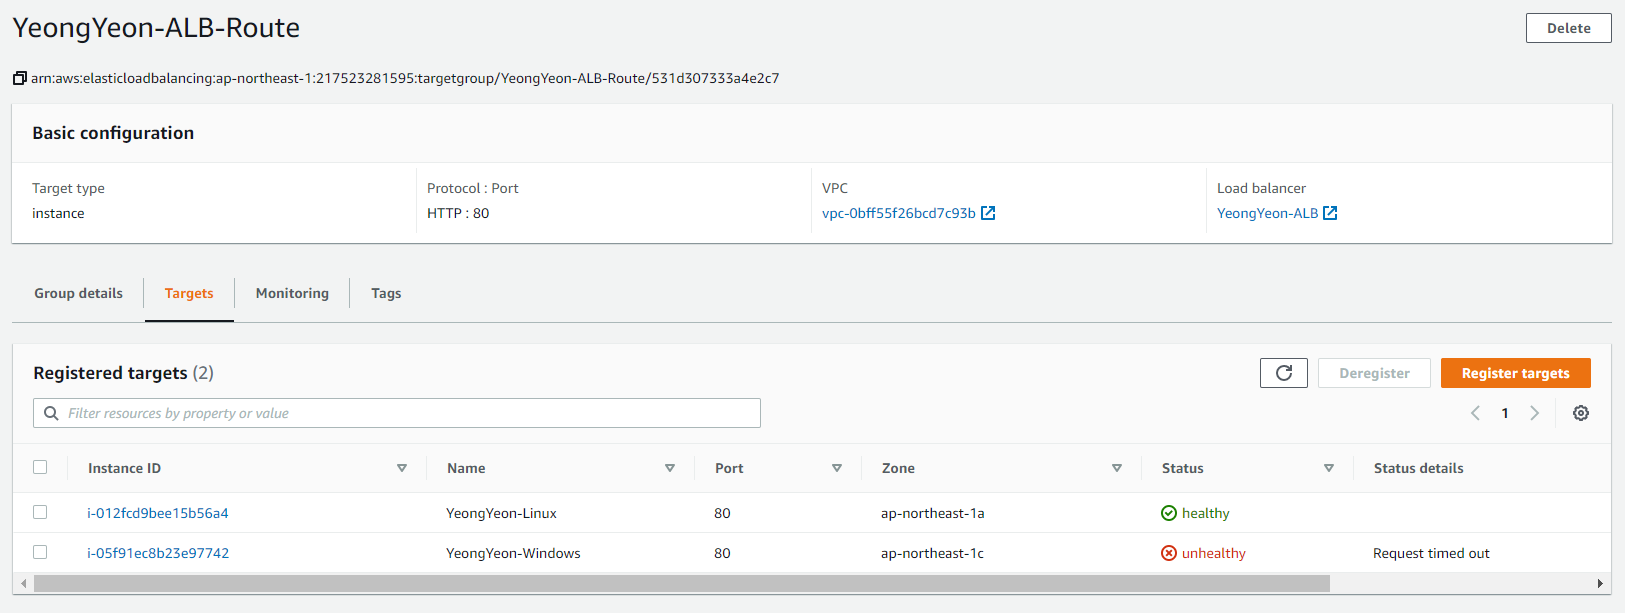 YeongYeon-ALB-Route
Delete
arn:aws:elasticloadbalancing:ap-northeast-1:217523281595:targetgroup/YeongYeon-ALB-Route/531d307333a4e2c7
Basic configuration
Target type Protocol : Port VPC Load balancer
instance HTTP : 80 vpc-0bff55f26bcd7c93b YeongYeon-ALB
Group details Targets Monitoring Tags
Registered targets (2) Deregister Register targets
Filter resources by property or value 1
Instance ID Name Port Zone Status Status details
i-012fcd9bee15b56a4 YeongYeon-Linux 80 ap-northeast-1a healthy
i-05f91ec8b23e97742 YeongYeon-Windows 80 ap-northeast-1c unhealthy Request timed out